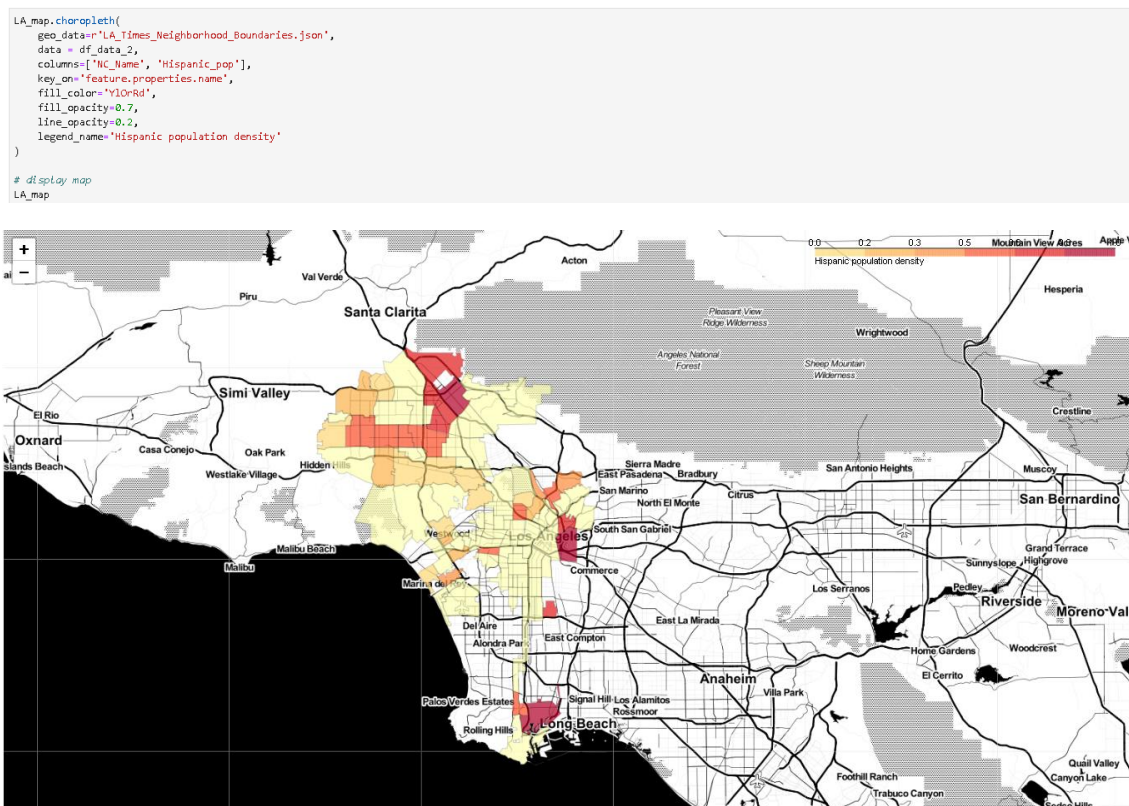 LA_map.choropleth(
    geo_data=r'LA_Times_Neighborhood_Boundaries.json',
    data = df_data_2,
    columns=['NC_Name', 'Hispanic_pop'],
    key_on='feature.properties.name',
    fill_color='YlOrRd',
    fill_opacity=0.7,
    line_opacity=0.2,
    legend_name='Hispanic population density'
)
# display map
LA_map
+
−
0.0 0.2 0.3 0.5
Hispanic population density
Mountain View Acres
Apple V
Acton
Val Verde
Piru
Hesperia
Santa Clarita
Pleasant View
Ridge Wilderness
Wrightwood
Angeles National
Forest
Sheep Mountain
Wilderness
Simi Valley
El Rio
Crestline
Oxnard
Casa Conejo
Oak Park
slands Beach
Westlake Village
Hidden Hills
Sierra Madre
East Pasadena
Bradbury
San Antonio Heights
Muscoy
San Marino
Citrus
North El Monte
San Bernardino
Westwood
Los Angeles
South San Gabriel
Malibu Beach
Malibu
Commerce
Grand Terrace
Highgrove
Sunnyslope
Marina del Rey
Los Serranos
Pedley
Riverside
Moreno Val
Del Aire
East La Mirada
Alondra Park
East Compton
Home Gardens
Woodcrest
El Cerrito
Anaheim
Villa Park
Palos Verdes Estates
Signal Hill
Los Alamitos
Rossmoor
Rolling Hills
Long Beach
Quail Valley
Canyon Lake
Foothill Ranch
Trabuco Canyon